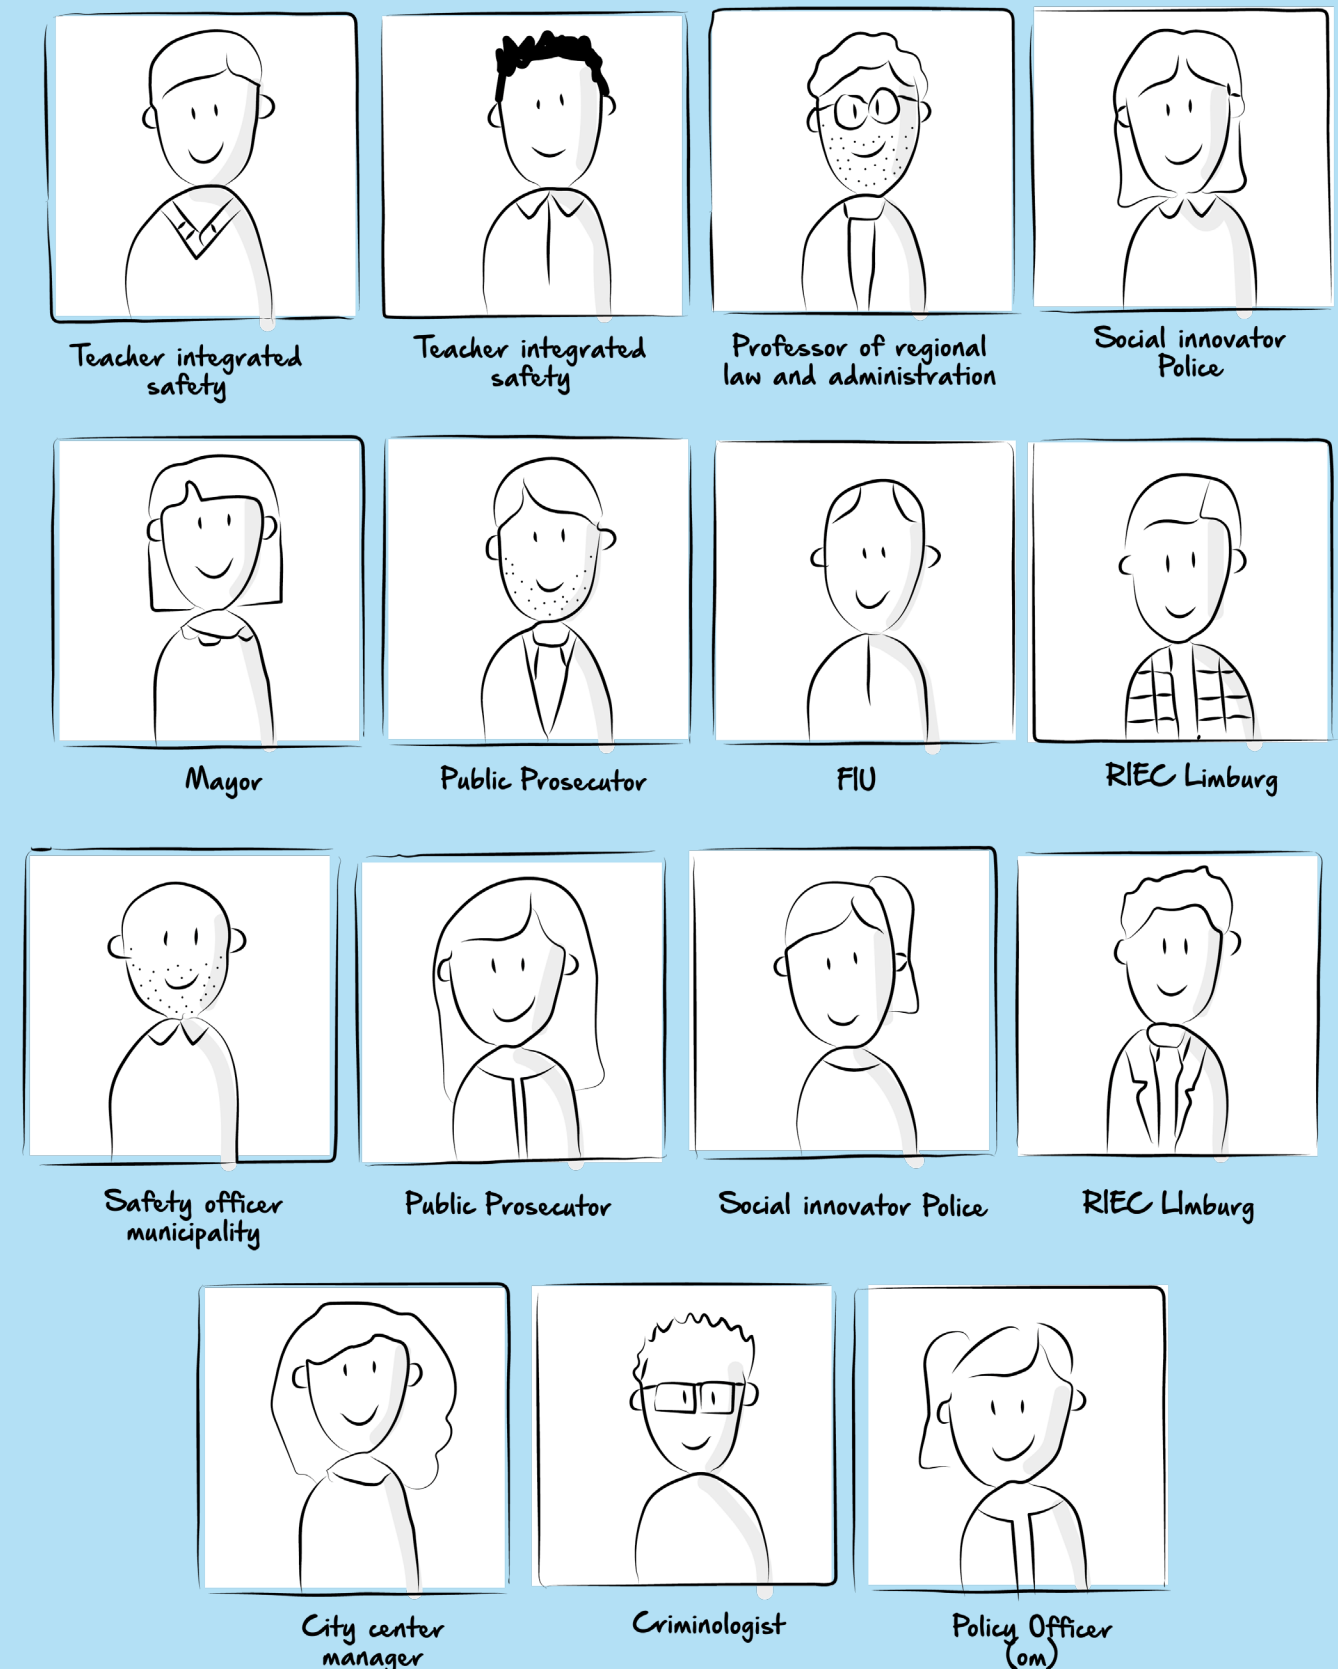 Teacher integrated
safety
Teacher integrated
safety
Professor of regional
law and administration
Social innovator
Police
Mayor
Public Prosecutor
FIU
RIEC Limburg
Safety officer
municipality
Public Prosecutor
Social innovator Police
RIEC LImburg
City center
manager
Criminologist
Policy Officer
(om)